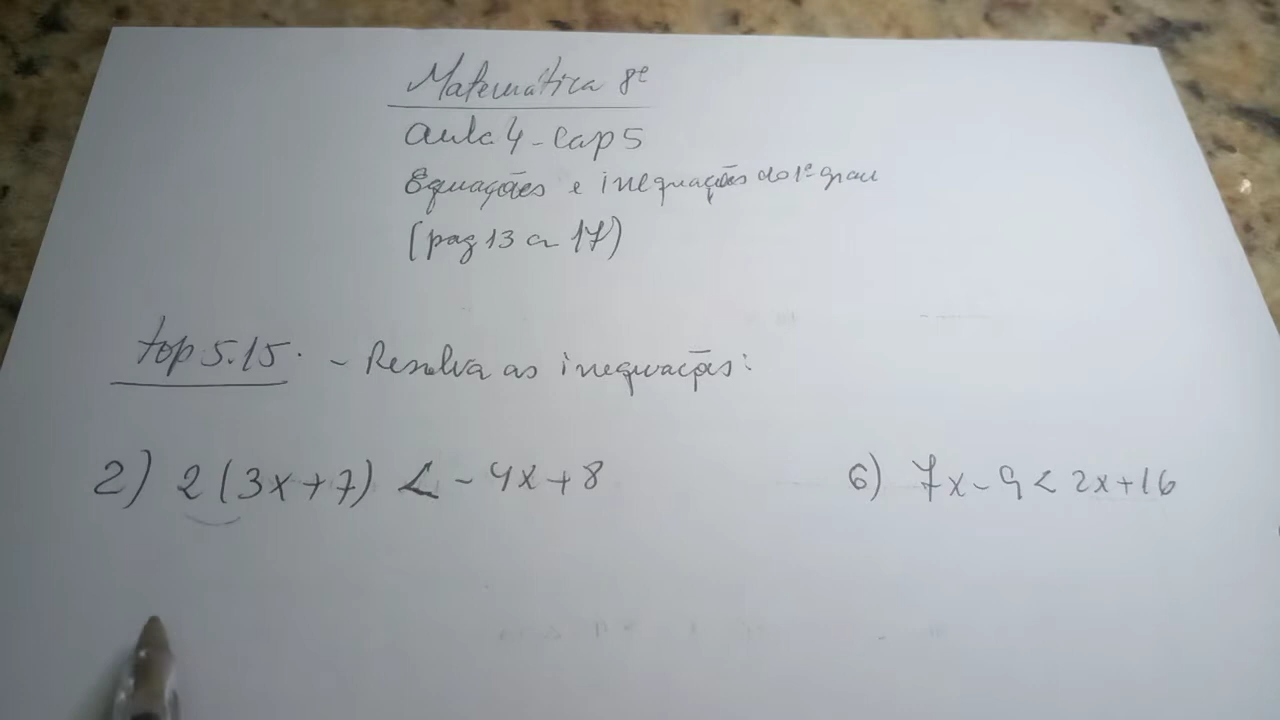 Matemática 8º
Aula 4 - Cap 5
Equações e inequações do 1º grau
(pag 13 a 17)
top 5.15. - Resolva as inequações:
2) 2(3x+7) < -4x+8
6) 7x-9 < 2x+16